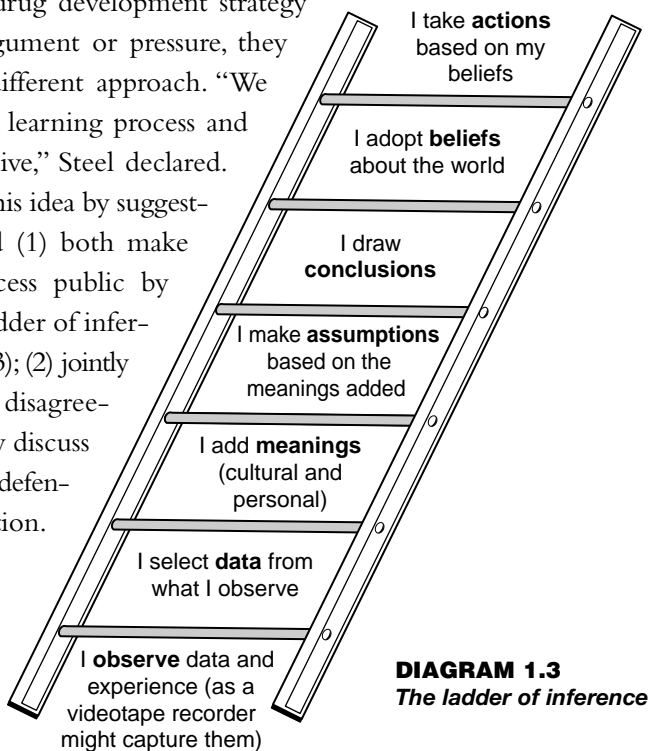 drug development strategy
gument or pressure, they
ifferent approach. “We
learning process and
ive,” Steel declared.
his idea by suggest-
(1) both make
cess public by
dder of infer-
3); (2) jointly
disagree-
y discuss
defen-
tion.
I take actions
based on my
beliefs
I adopt beliefs
about the world
I draw
conclusions
I make assumptions
based on the
meanings added
I add meanings
(cultural and
personal)
I select data from
what I observe
I observe data and
experience (as a
videotape recorder
might capture them)
DIAGRAM 1.3
The ladder of inference